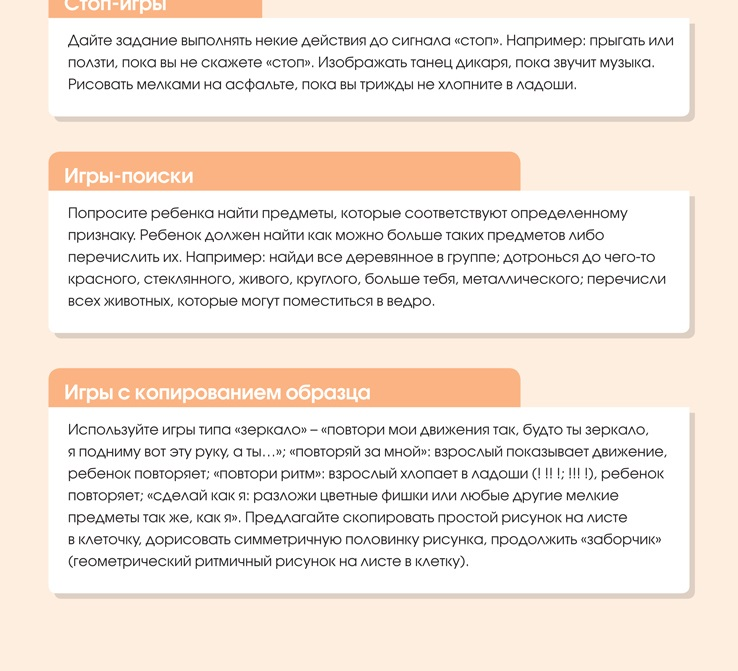 Стоп-игры
Дайте задание выполнять некие действия до сигнала «стоп». Например: прыгать или
ползти, пока вы не скажете «стоп». Изображать танец дикаря, пока звучит музыка.
Рисовать мелками на асфальте, пока вы трижды не хлопните в ладоши.
Игры-поиски
Попросите ребенка найти предметы, которые соответствуют определенному
признаку. Ребенок должен найти как можно больше таких предметов либо
перечислить их. Например: найди все деревянное в группе; дотронься до чего-то
красного, стеклянного, живого, круглого, больше тебя, металлического; перечисли
всех животных, которые могут поместиться в ведро.
Игры с копированием образца
Используйте игры типа «зеркало» – «повтори мои движения так, будто ты зеркало,
я подниму вот эту руку, а ты…»; «повторяй за мной»: взрослый показывает движение,
ребенок повторяет; «повтори ритм»: взрослый хлопает в ладоши (! !! !; !!! !), ребенок
повторяет; «сделай как я: разложи цветные фишки или любые другие мелкие
предметы так же, как я». Предлагайте скопировать простой рисунок на листе
в клеточку, дорисовать симметричную половинку рисунка, продолжить «заборчик»
(геометрический ритмичный рисунок на листе в клетку).